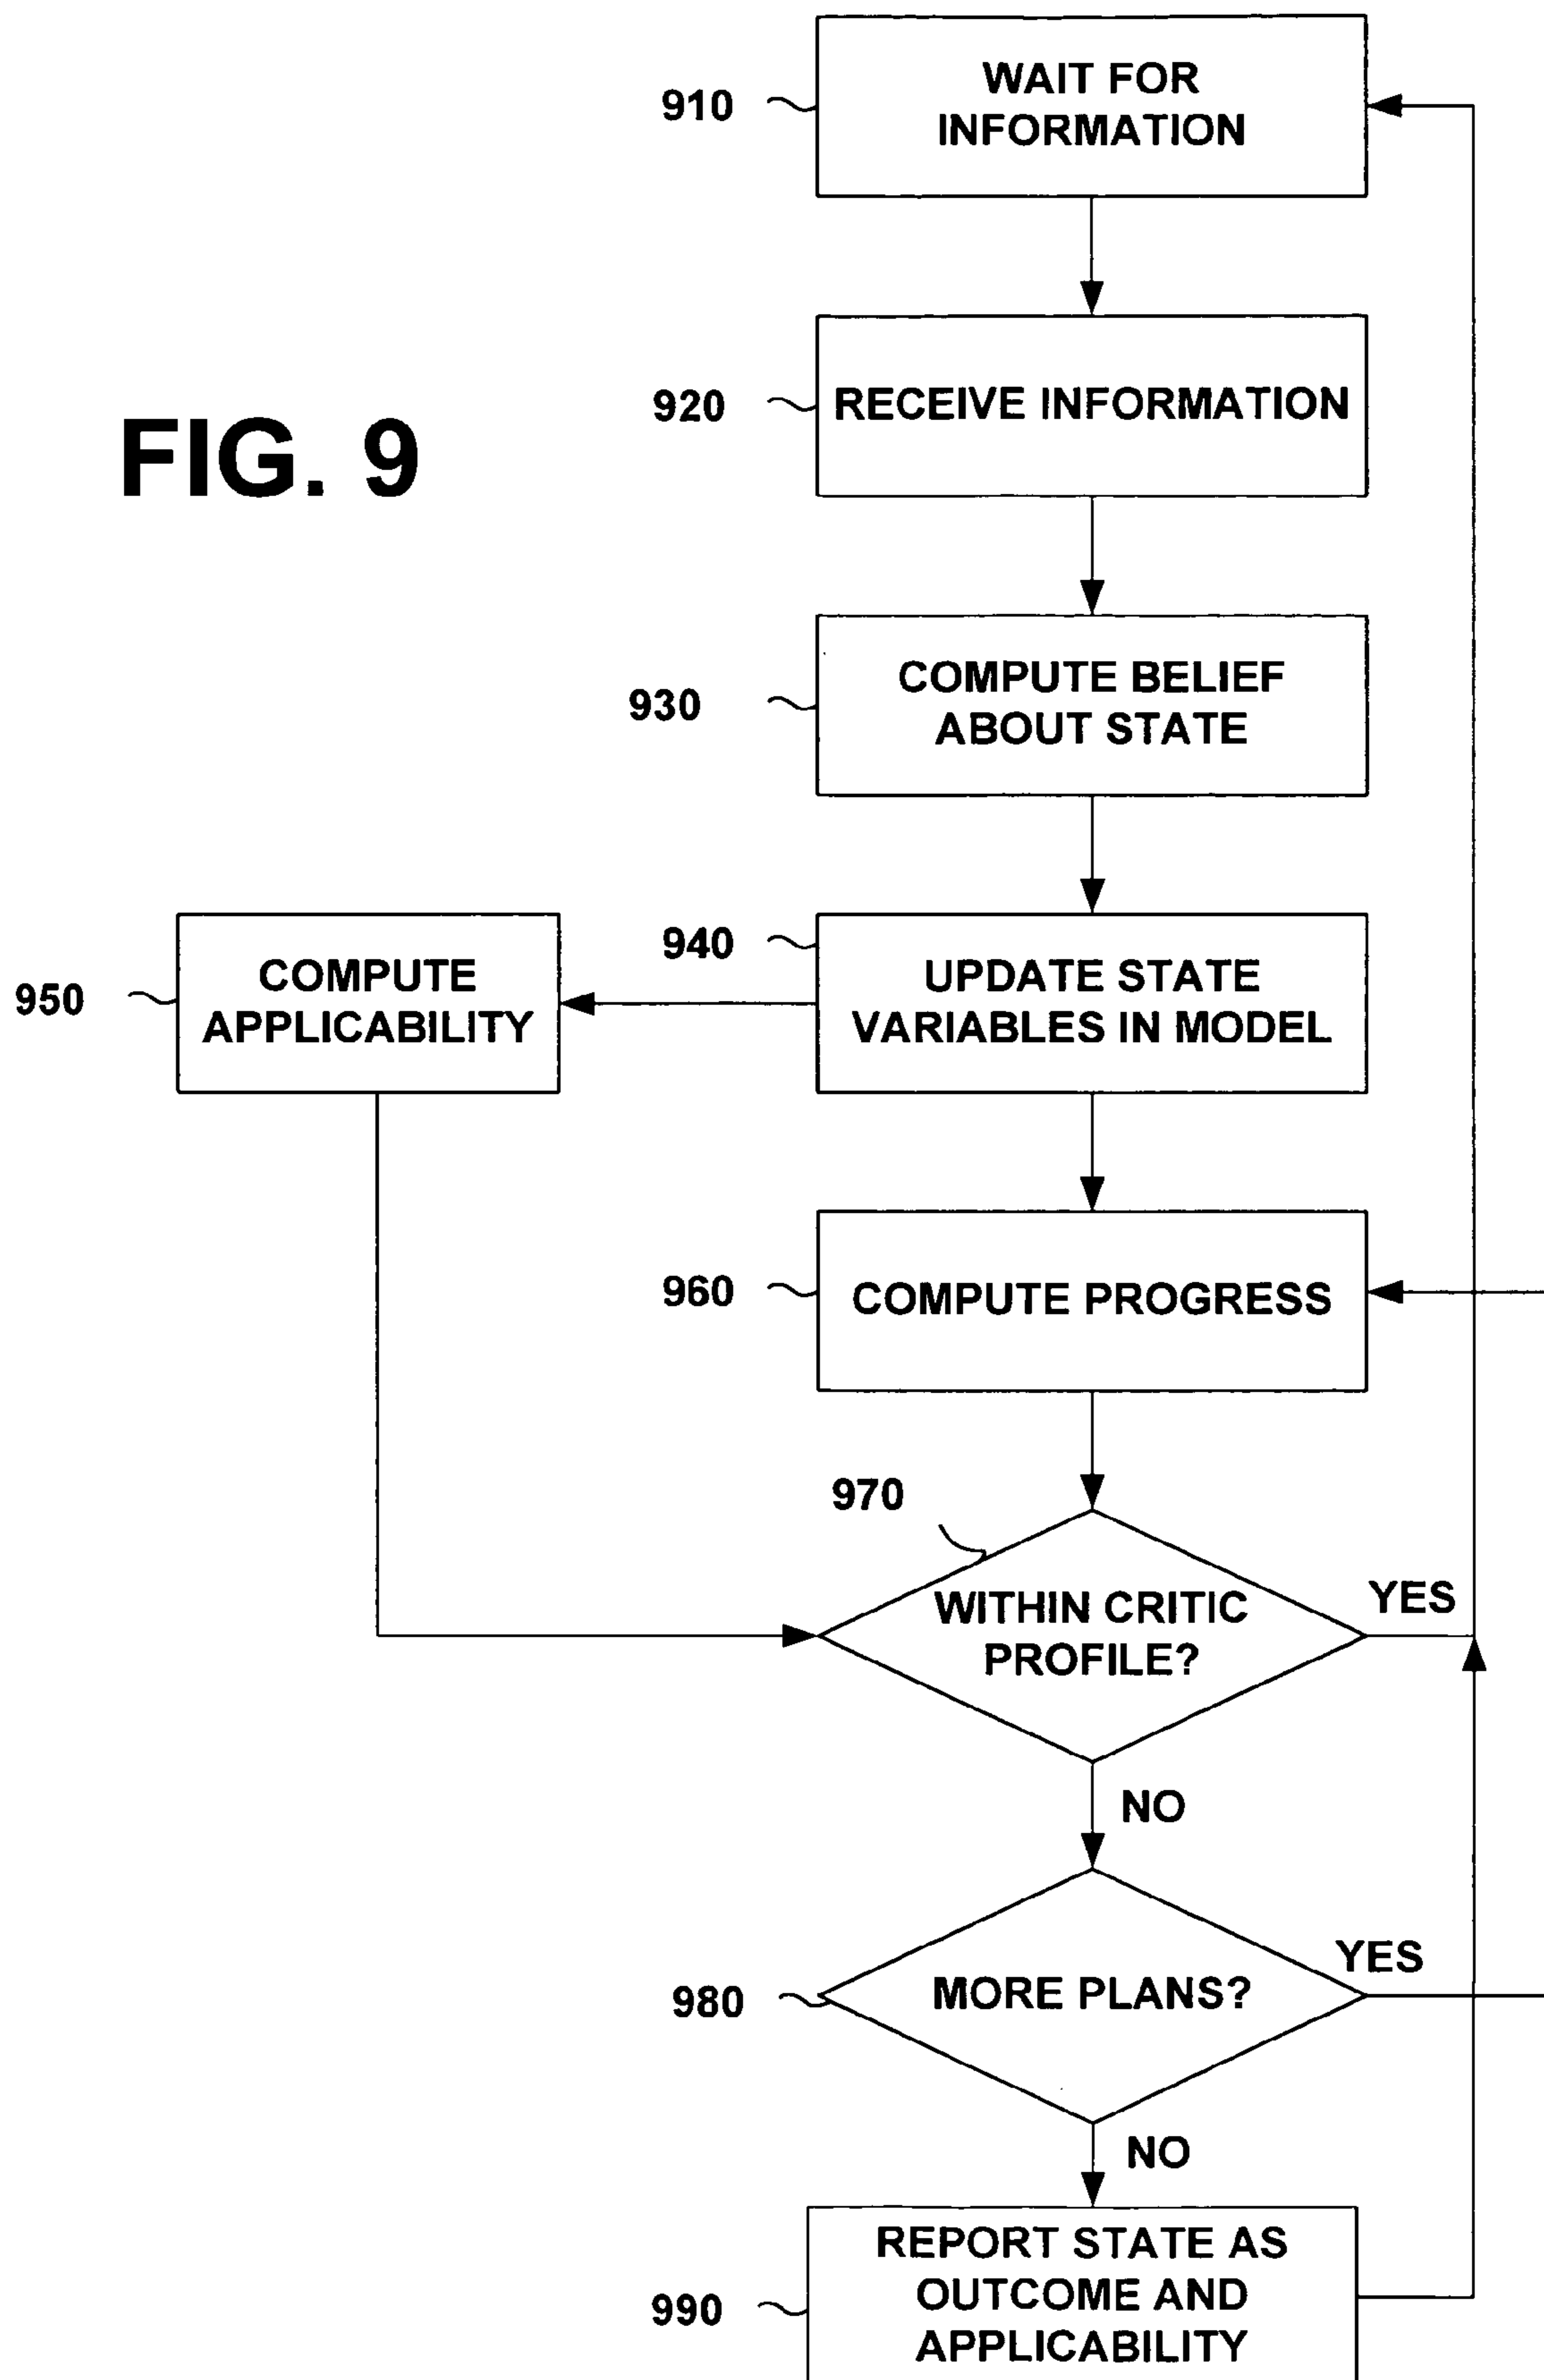 FIG. 9
910
WAIT FOR
INFORMATION
920
RECEIVE INFORMATION
930
COMPUTE BELIEF
ABOUT STATE
940
UPDATE STATE
VARIABLES IN MODEL
950
COMPUTE
APPLICABILITY
960
COMPUTE PROGRESS
970
WITHIN CRITIC
PROFILE?
YES
NO
980
MORE PLANS?
YES
NO
990
REPORT STATE AS
OUTCOME AND
APPLICABILITY